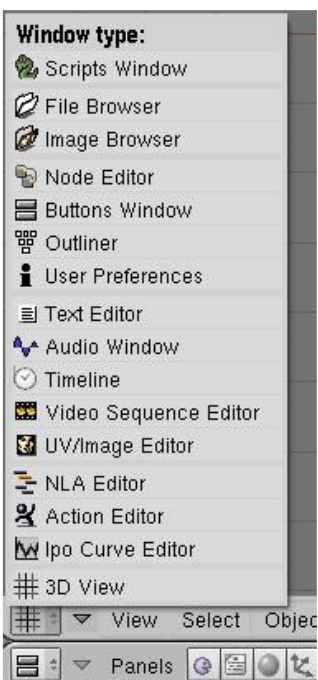 Window type:
Scripts Window
File Browser
Image Browser
Node Editor
Buttons Window
Outliner
User Preferences
Text Editor
Audio Window
Timeline
Video Sequence Editor
UV/Image Editor
NLA Editor
Action Editor
Ipo Curve Editor
3D View
View Select Objec
Panels